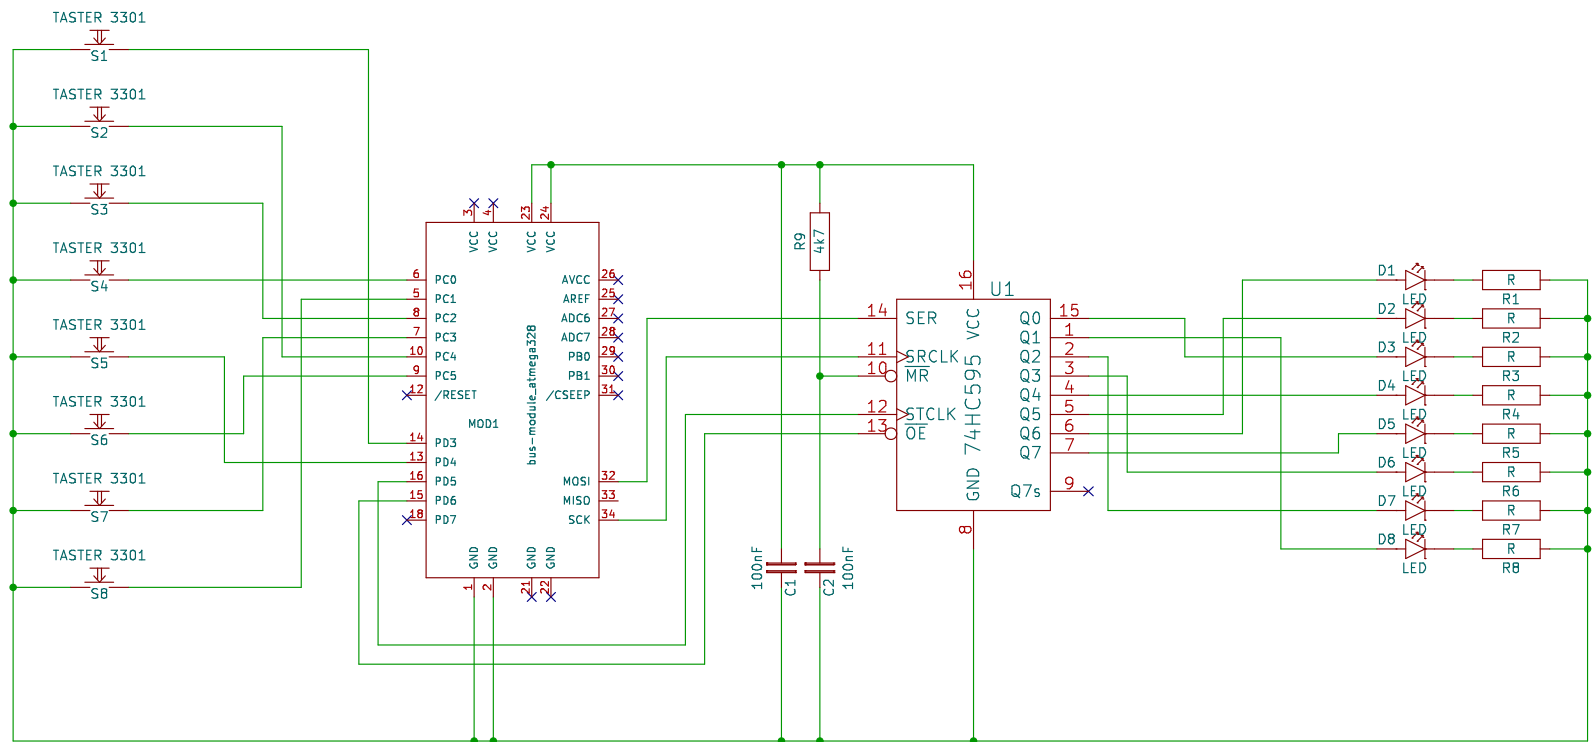 TASTER 3301
S1
TASTER 3301
S2
TASTER 3301
S3
TASTER 3301
S4
TASTER 3301
S5
TASTER 3301
S6
TASTER 3301
S7
TASTER 3301
S8
3 VCC
4 VCC
23 VCC
24 VCC
6 PC0
5 PC1
8 PC2
7 PC3
10 PC4
9 PC5
12 /RESET
14 PD3
13 PD4
16 PD5
15 PD6
18 PD7
MOD1
bus-module_atmega328
AVCC 26
AREF 25
ADC6 27
ADC7 28
PB0 29
PB1 30
/CSEEP 31
MOSI 32
MISO 33
SCK 34
GND 1
GND 2
GND 21
GND 22
R9
4k7
100nF
C1
C2
100nF
U1
74HC595
16 VCC
14 SER
11 SRCLK
10 MR
12 STCLK
13 OE
GND 8
Q0 15
Q1 1
Q2 2
Q3 3
Q4 4
Q5 5
Q6 6
Q7 7
Q7s 9
D1
LED
R
R1
D2
LED
R
R2
D3
LED
R
R3
D4
LED
R
R4
D5
LED
R
R5
D6
LED
R
R6
D7
LED
R
R7
D8
LED
R
R8